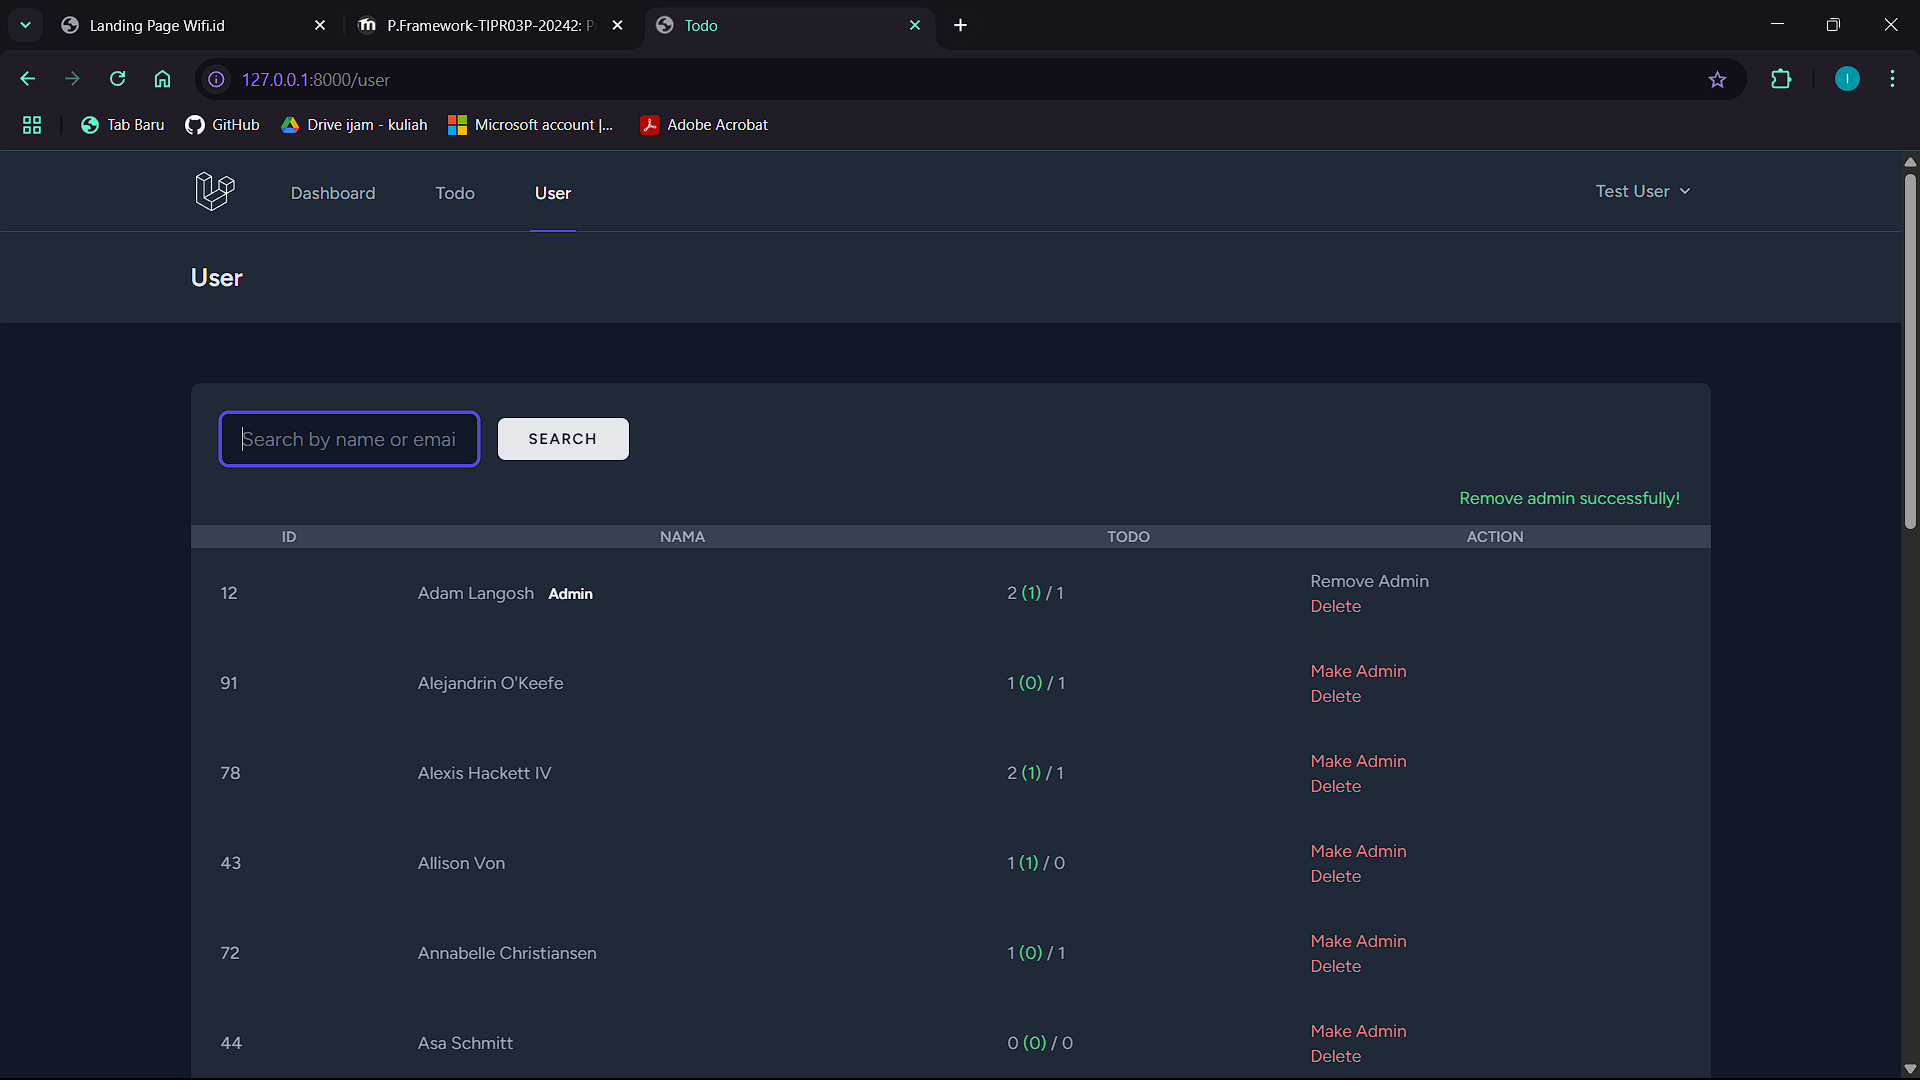 Landing Page Wifi.id
P.Framework-TIPR03P-20242: P
Todo
127.0.0.1:8000/user
I
Tab Baru
GitHub
Drive ijam - kuliah
Microsoft account |...
Adobe Acrobat
Dashboard
Todo
User
Test User
User
Search by name or emai
SEARCH
Remove admin successfully!
ID NAMA TODO ACTION
12 Adam Langosh Admin 2 (1) / 1 Remove Admin
Delete
91 Alejandrin O'Keefe 1 (0) / 1 Make Admin
Delete
78 Alexis Hackett IV 2 (1) / 1 Make Admin
Delete
43 Allison Von 1 (1) / 0 Make Admin
Delete
72 Annabelle Christiansen 1 (0) / 1 Make Admin
Delete
44 Asa Schmitt 0 (0) / 0 Make Admin
Delete